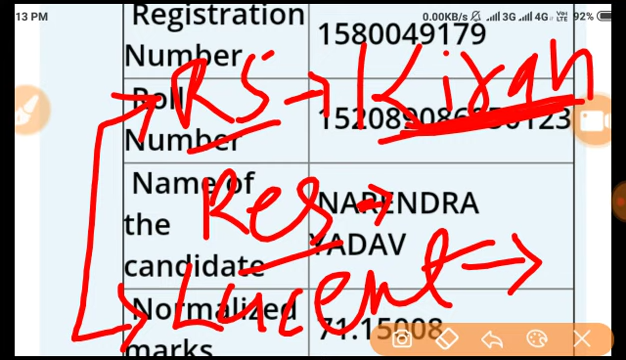 13 PM 0.00KB/s 3G 4G VoLTE 92%
Registration
Number
1580049179
RS → Kiran
Roll
Number
Name of
the
candidate
NARENDRA
YADAV
Res →
Lucent →
Normalized
marks
71.15008